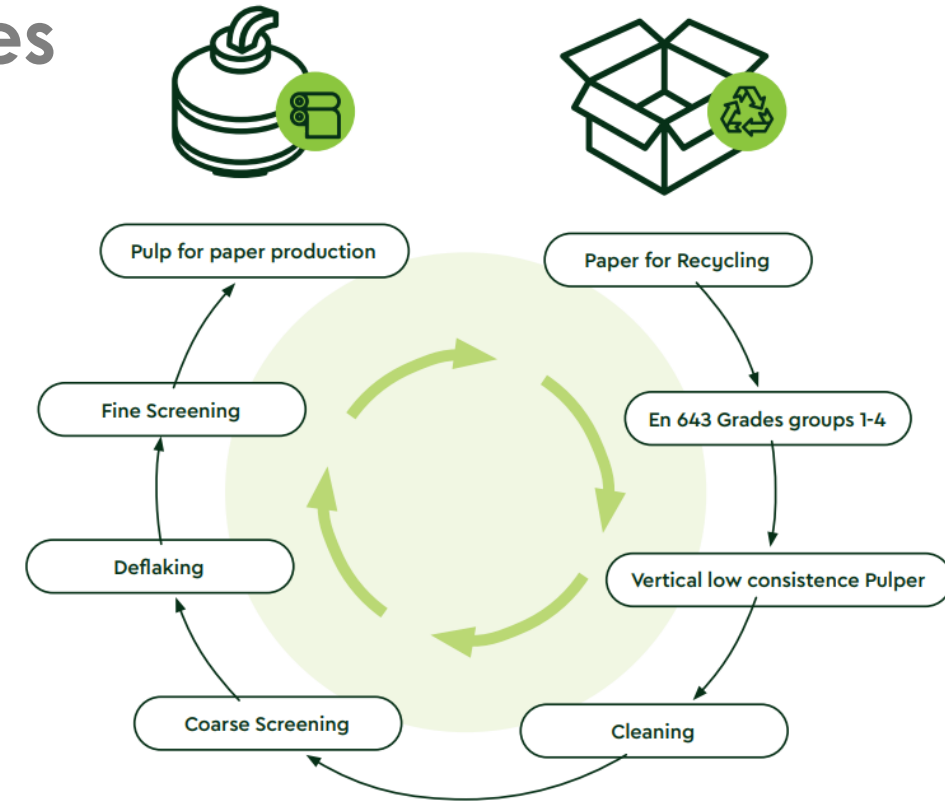 es
Pulp for paper production
Paper for Recycling
Fine Screening
En 643 Grades groups 1-4
Deflaking
Vertical low consistence Pulper
Coarse Screening
Cleaning